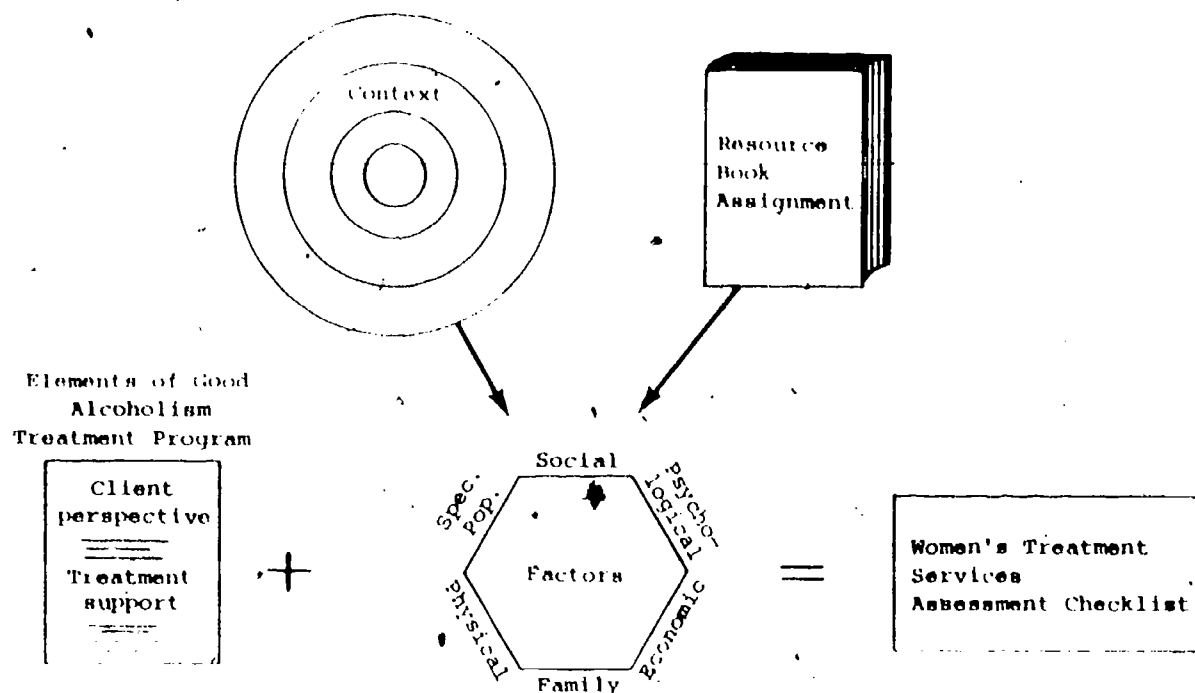 Context
Resource
Book
Assignment
Elements of Good
Alcoholism
Treatment Program
Client
perspective
Treatment
support
+
Social
Psycho-
logical
Economic
Family
Physical
Spec.
Pop.
Factors
=
Women's Treatment
Services
Assessment Checklist